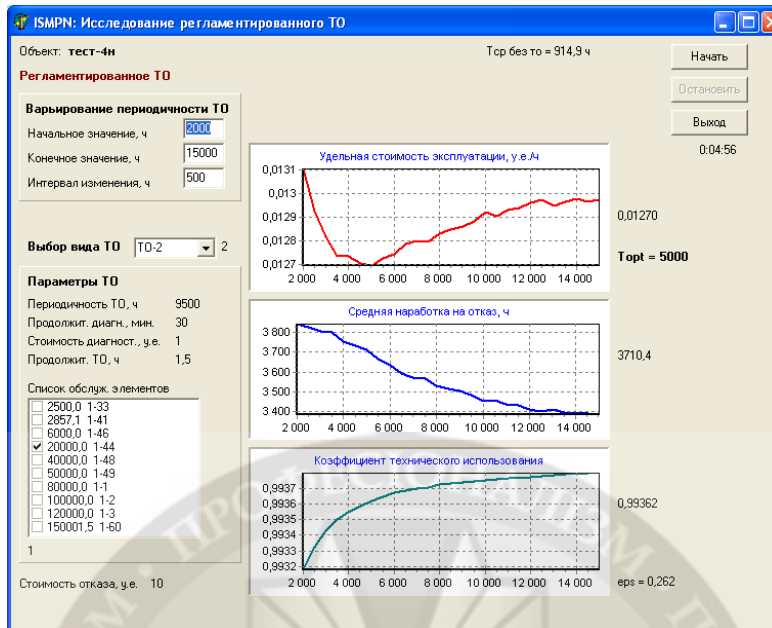 ISMPN: Исследование регламентированного ТО
Объект: тест-4н
Тср без то = 914,9 ч
Начать
Регламентированное ТО
Остановить
Варьирование периодичности ТО
Начальное значение, ч 2000
Выход
Конечное значение, ч 15000
0:04:56
Интервал изменения, ч 500
Удельная стоимость эксплуатации, у.е./ч
0,0131
0,013
0,0129
0,0128
0,0127
2 000 4 000 6 000 8 000 10 000 12 000 14 000
0,01270
Topt = 5000
Выбор вида ТО ТО-2 2
Параметры ТО
Периодичность ТО, ч 9500
Продолжит. диагн., мин. 30
Стоимость диагност., у.е. 1
Продолжит. ТО, ч 1,5
Средняя наработка на отказ, ч
3 800
3 700
3 600
3 500
3 400
2 000 4 000 6 000 8 000 10 000 12 000 14 000
3710,4
Список обслуж. элементов
2500,0 1-33
2857,1 1-41
6000,0 1-46
20000,0 1-44
40000,0 1-48
50000,0 1-49
80000,0 1-1
100000,0 1-2
120000,0 1-3
150001,5 1-60
1
Коэффициент технического использования
0,9937
0,9936
0,9935
0,9934
0,9933
0,9932
2 000 4 000 6 000 8 000 10 000 12 000 14 000
0,99362
Стоимость отказа, у.е. 10
eps = 0,262
ПРОФЕСІОНАЛІЗМ